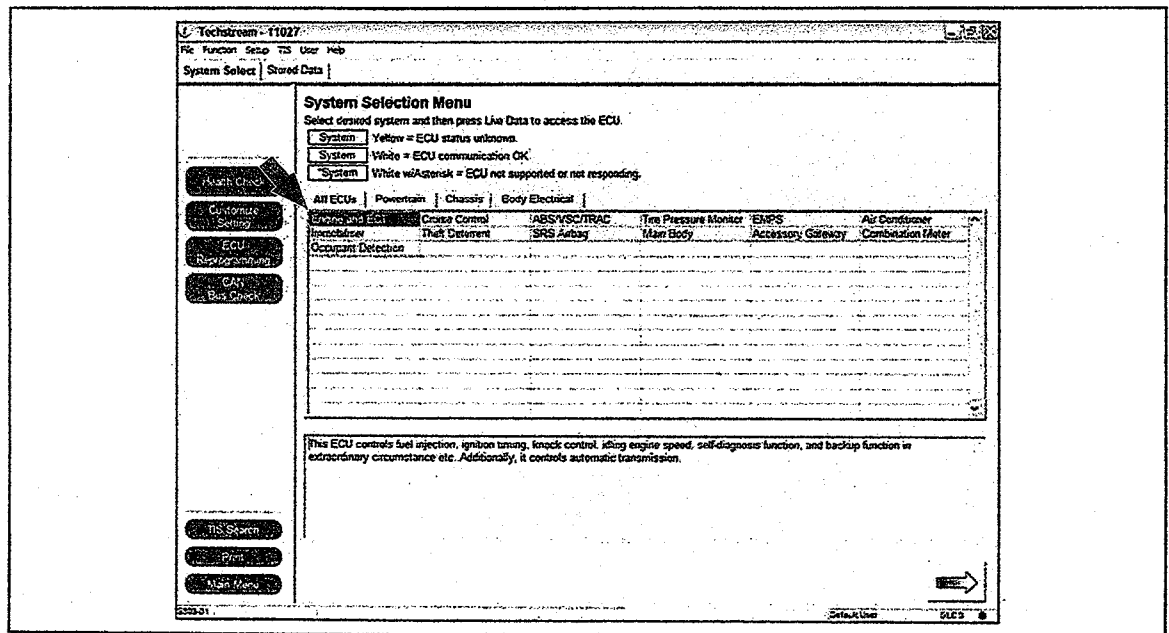 Techstream - 11027
File Function Setup TIS User Help
System Select Stored Data
System Selection Menu
Select desired system and then press Live Data to access the ECU.
System Yellow = ECU status unknown.
System White = ECU communication OK.
*System White w/Asterisk = ECU not supported or not responding.
Health Check
Customize Setting
ECU Reprogramming
CAN Bus Check
All ECUs Powertrain Chassis Body Electrical
Engine and ECT Cruise Control ABS/VSC/TRAC Tire Pressure Monitor EMPS Air Conditioner
Immobiliser Theft Deterrent SRS Airbag Main Body Accessory Gateway Combination Meter
Occupant Detection
This ECU controls fuel injection, ignition timing, knock control, idling engine speed, self-diagnosis function, and backup function in
extraordinary circumstance etc. Additionally, it controls automatic transmission.
TIS Search
Print
Main Menu
Default User DLC 3